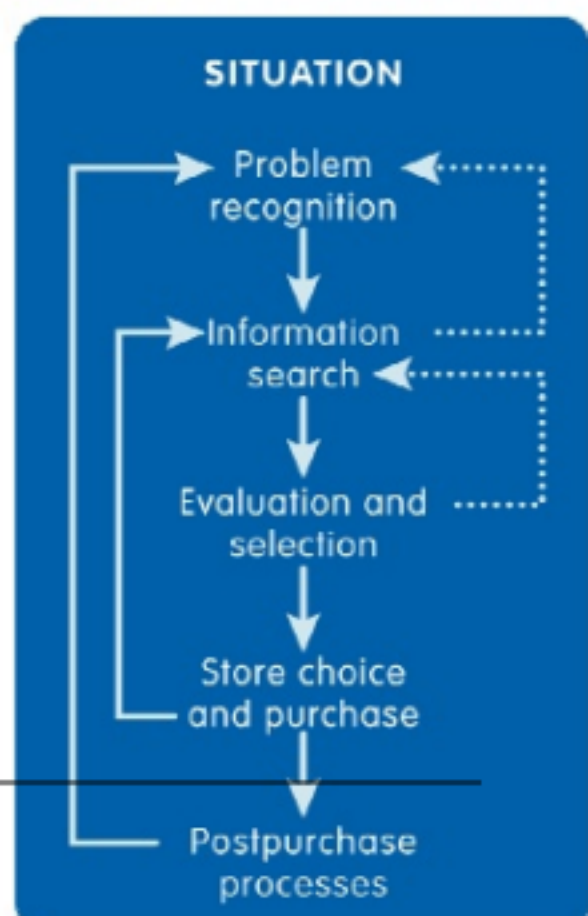 SITUATION
Problem
recognition
Information
search
Evaluation and
selection
Store choice
and purchase
Postpurchase
processes